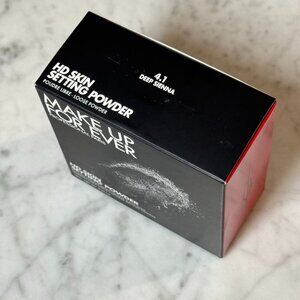 4.1
DEEP SIENNA
HD SKIN
SETTING POWDER
POUDRE LIBRE - LOOSE POWDER
MAKE UP
FOR EVER
HD SKIN
SETTING POWDER